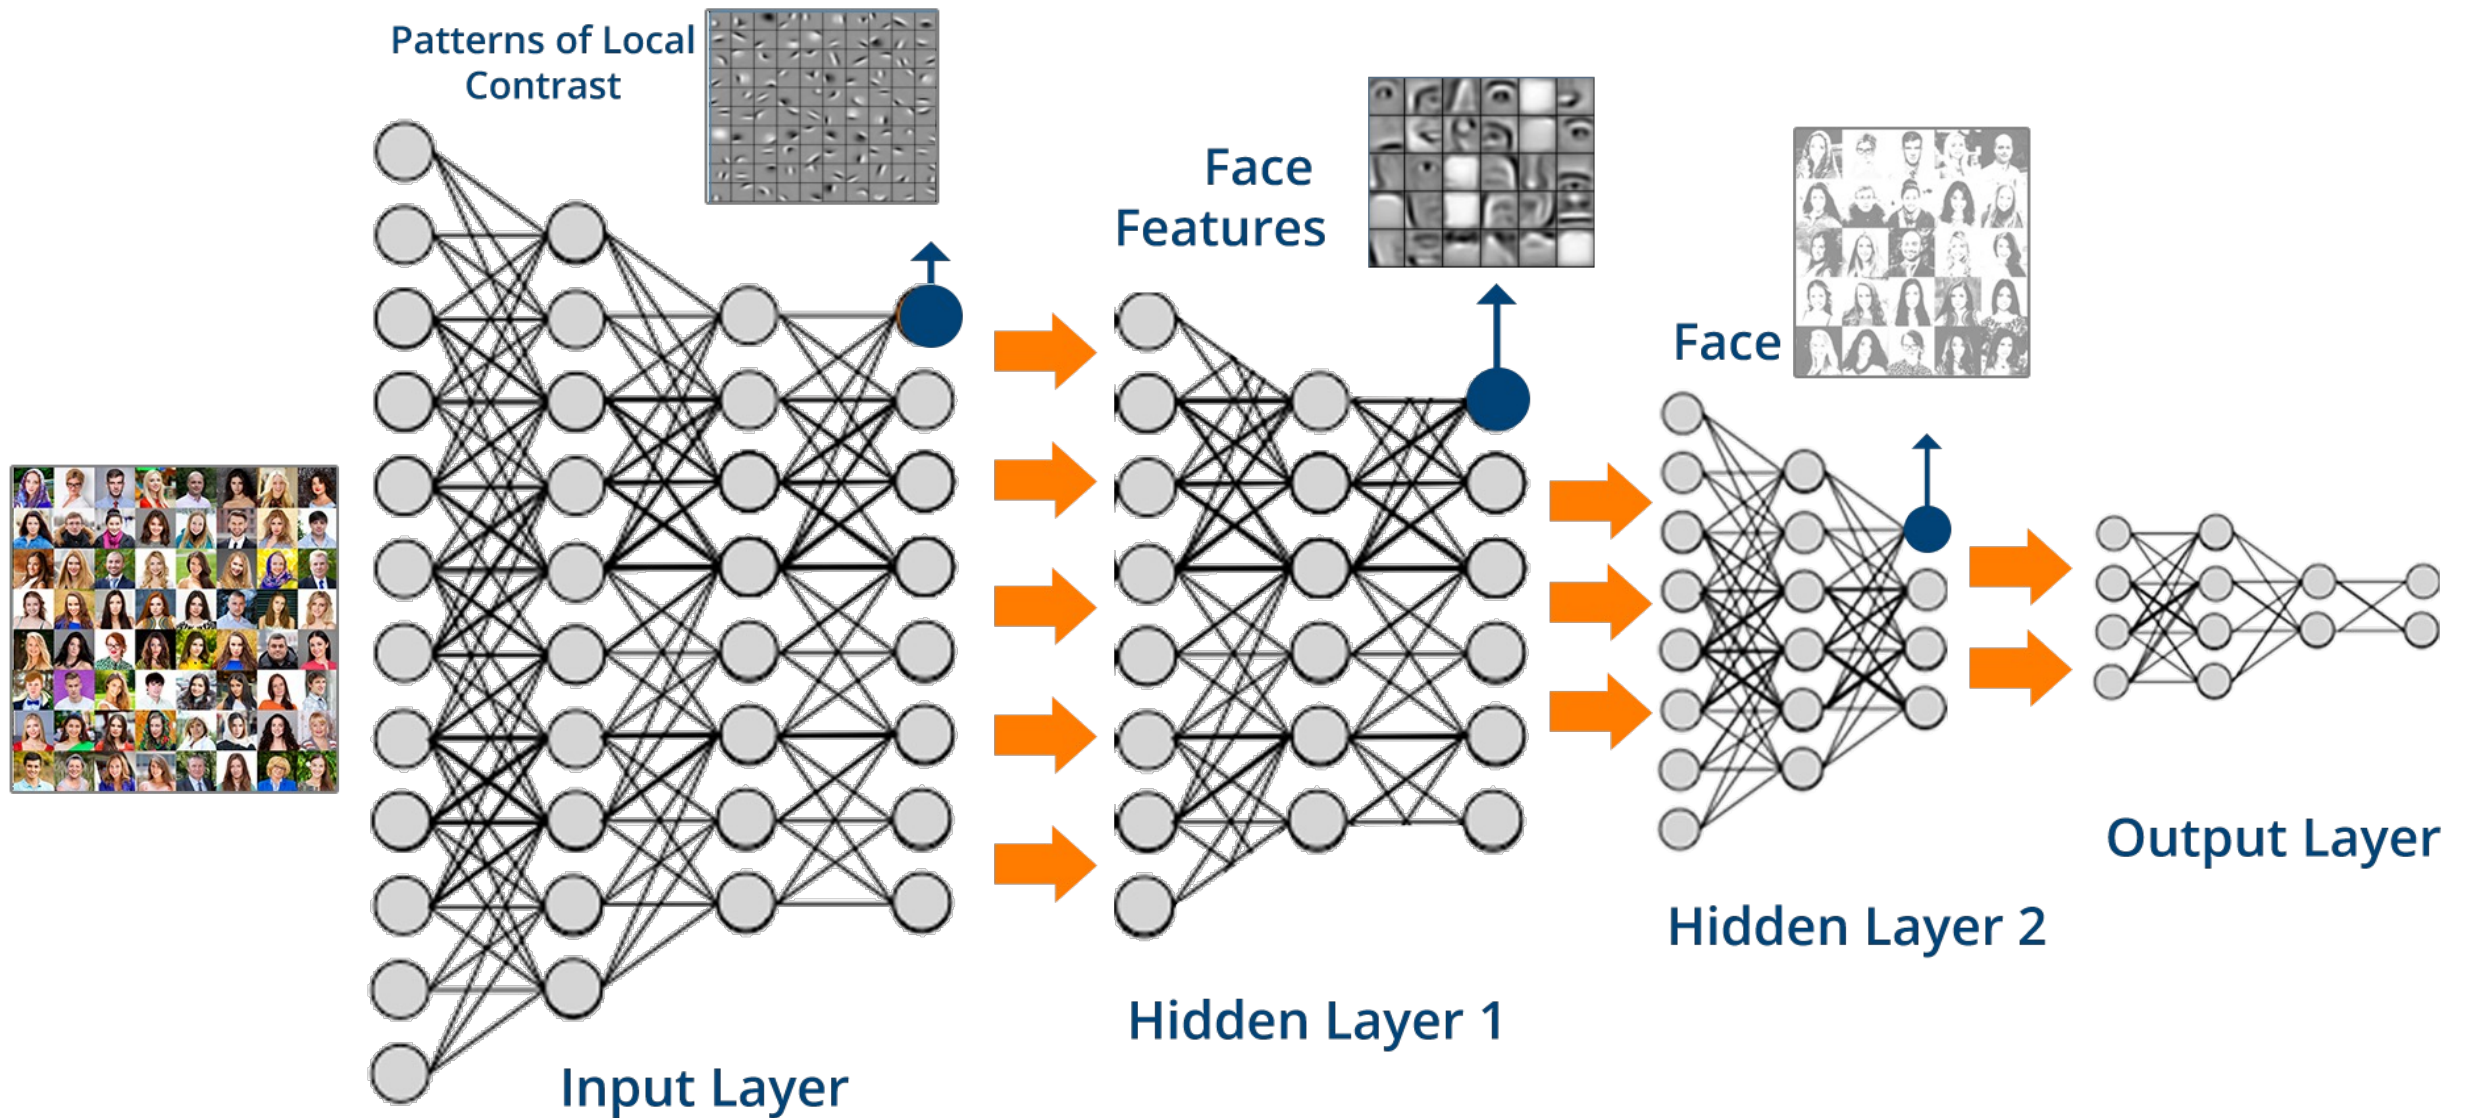 Patterns of Local
Contrast
Face
Features
Face
Input Layer
Hidden Layer 1
Hidden Layer 2
Output Layer